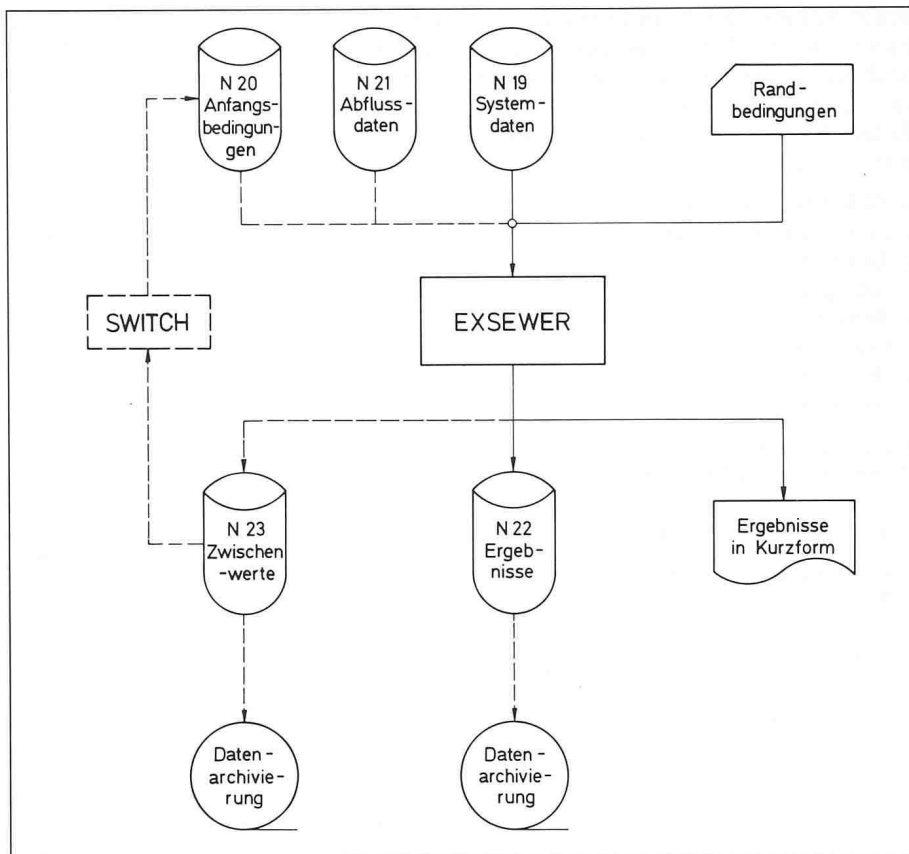 N 20
Anfangs-
bedingun-
gen
N 21
Abfluss-
daten
N 19
System-
daten
Rand-
bedingungen
SWITCH
EXSEWER
N 23
Zwischen
-werte
N 22
Ergeb-
nisse
Ergebnisse
in Kurzform
Daten-
archivie-
rung
Daten-
archivie-
rung